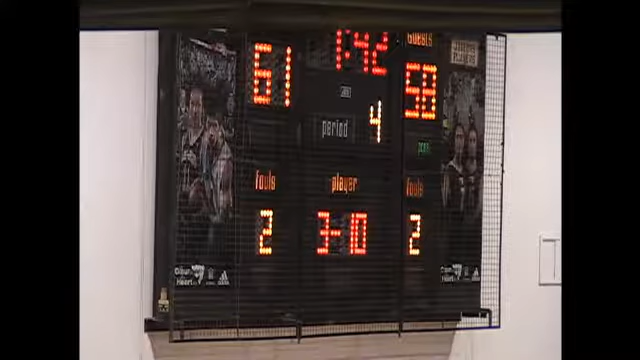 Guests
61 1:42 58
period 4
fouls player fouls
2 3-10 2